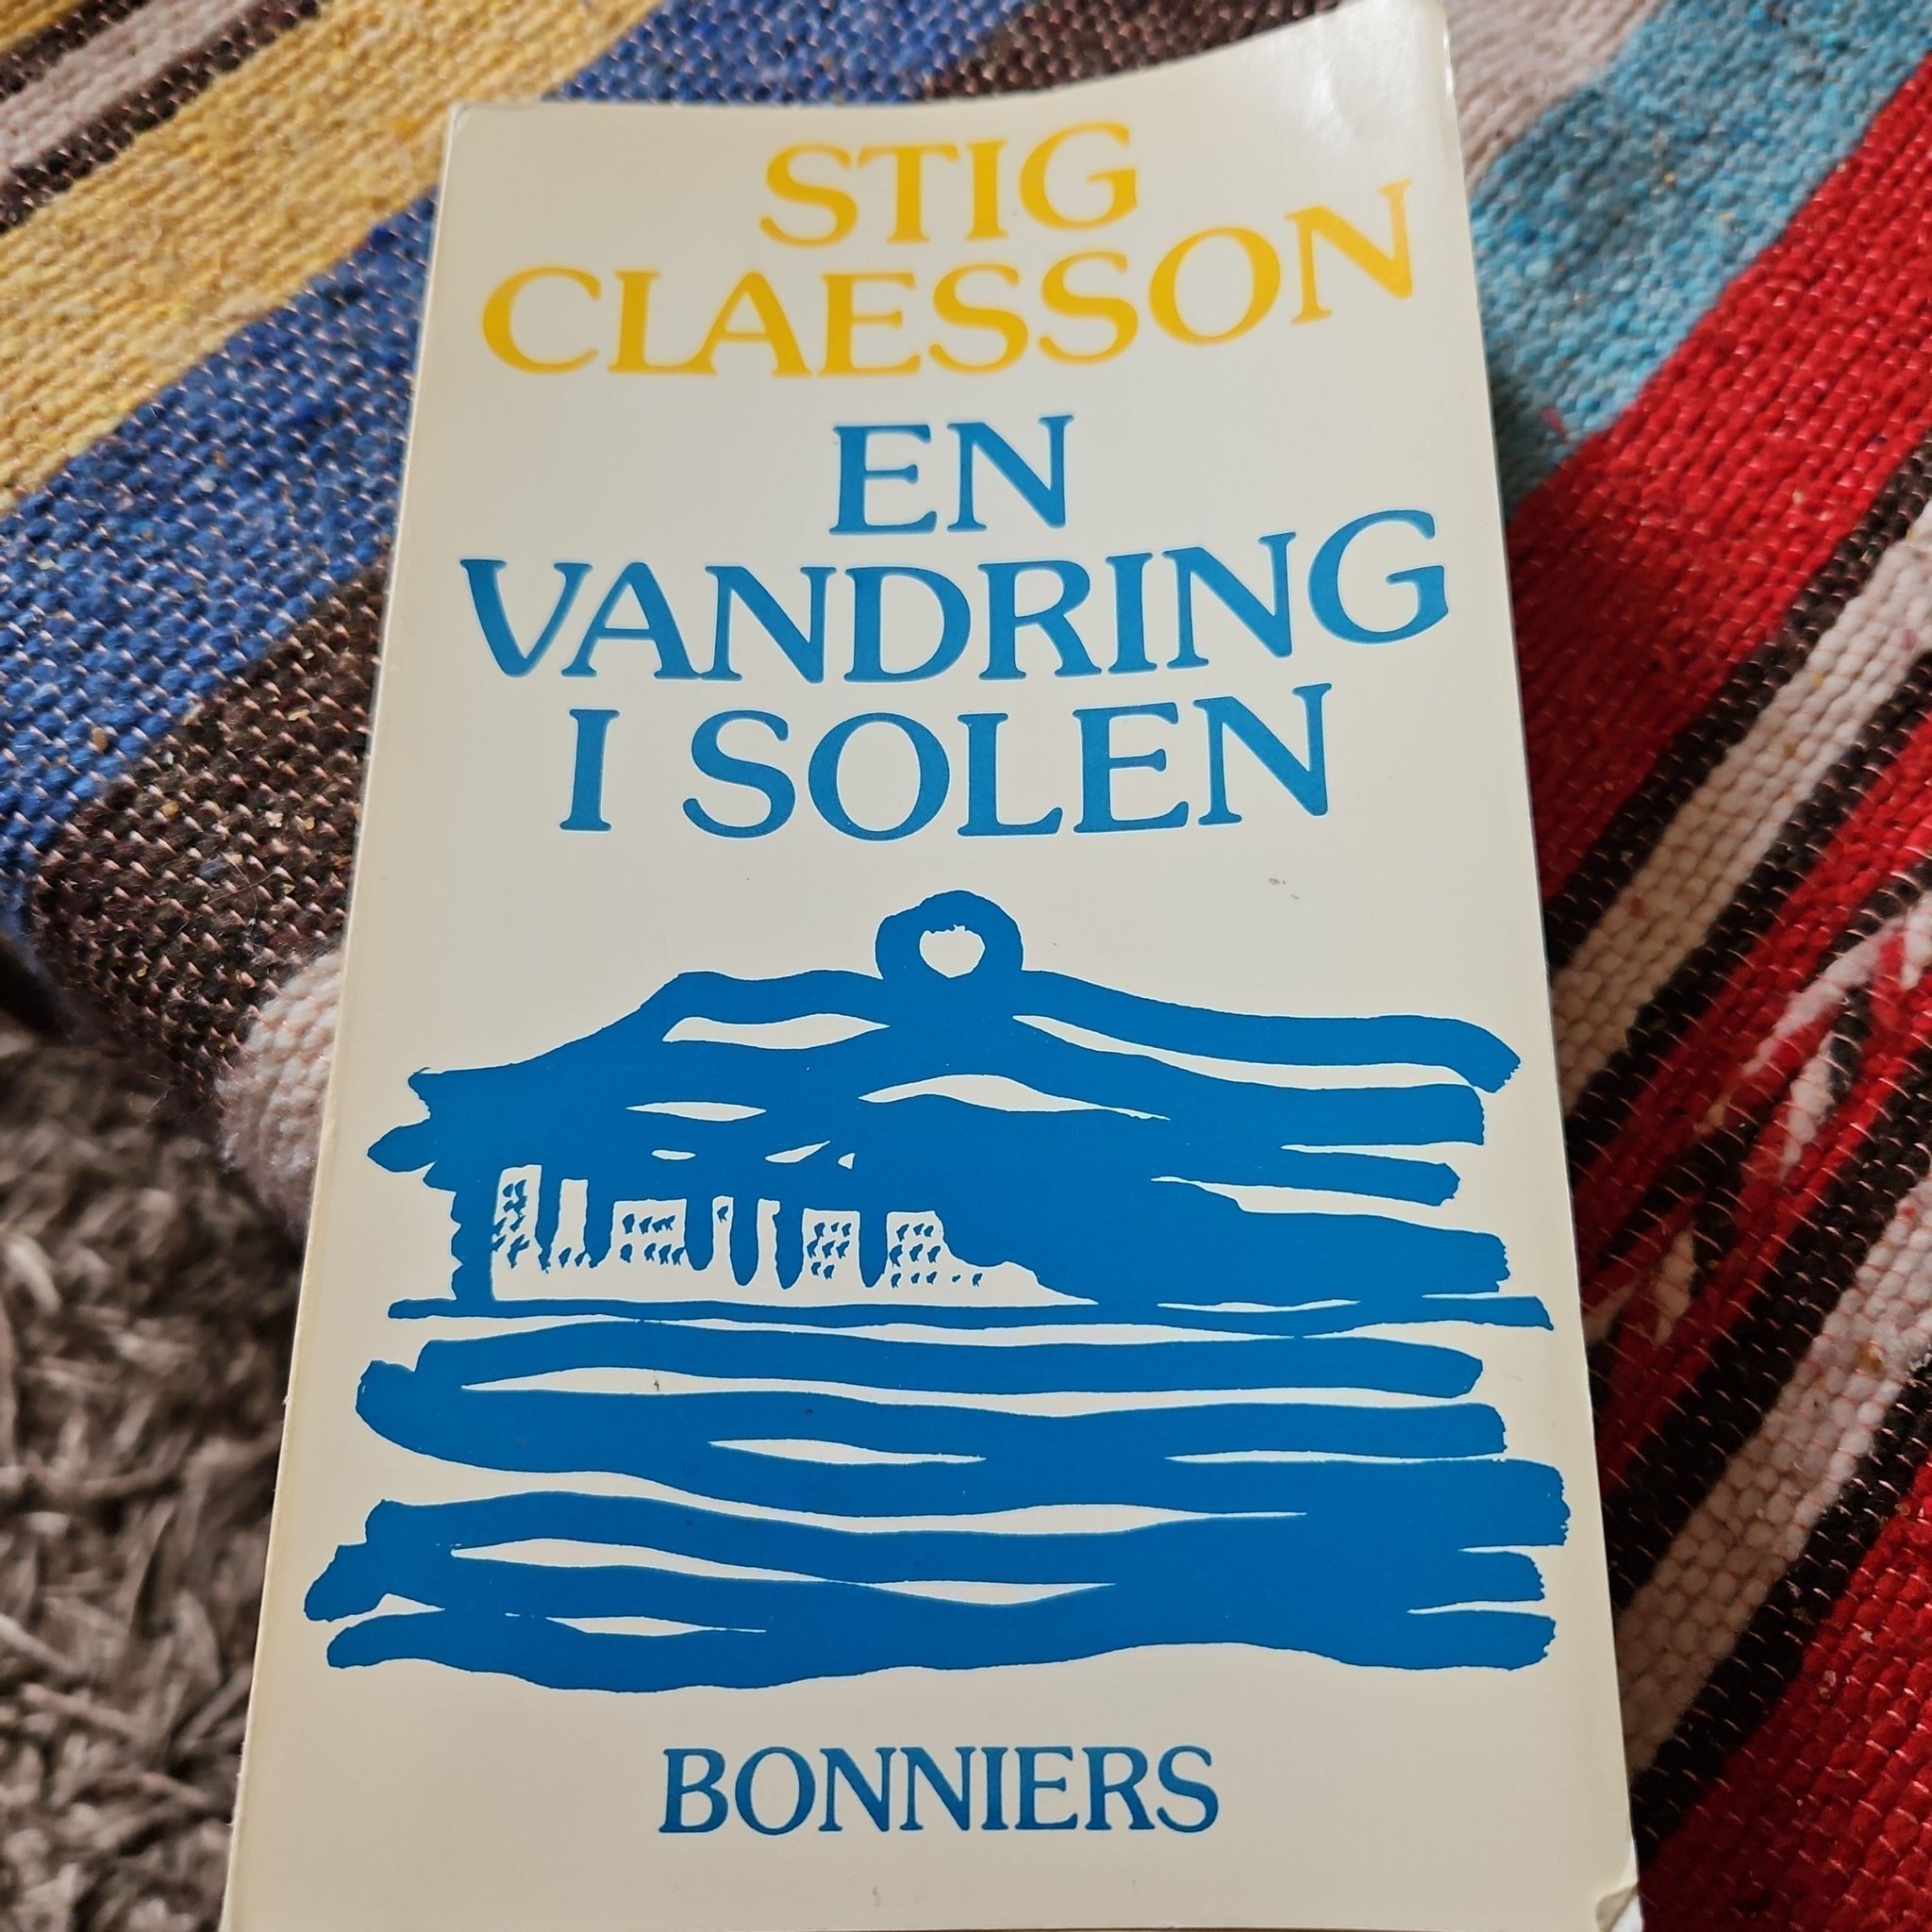 STIG
CLAESSON
EN
VANDRING
I SOLEN
BONNIERS